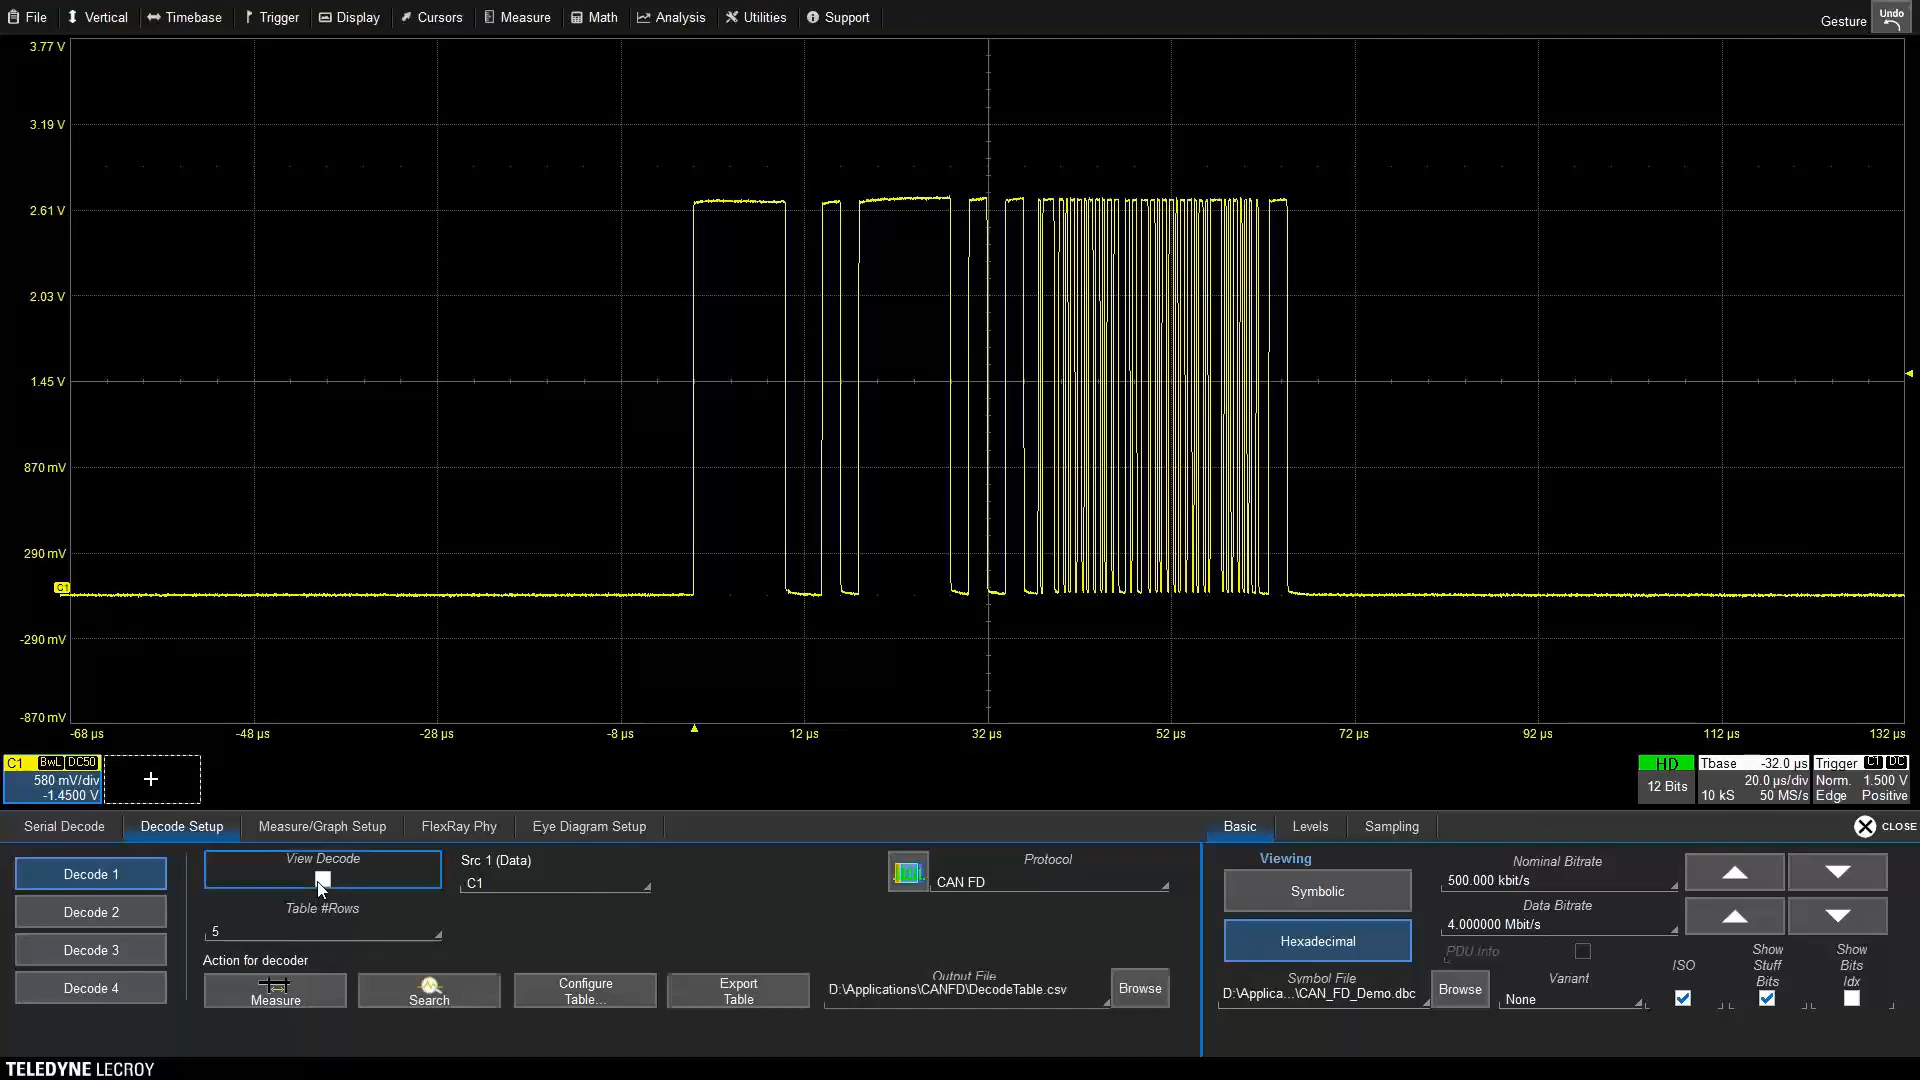 File Vertical Timebase Trigger Display Cursors Measure Math Analysis Utilities Support
Gesture Undo
3.77 V
3.19 V
2.61 V
2.03 V
1.45 V
870 mV
290 mV
C1
-290 mV
-870 mV
-68 µs -48 µs -28 µs -8 µs 12 µs 32 µs 52 µs 72 µs 92 µs 112 µs 132 µs
C1 BwL DC50
580 mV/div
-1.4500 V
+
HD
12 Bits
Tbase -32.0 µs
20.0 µs/div
10 kS 50 MS/s
Trigger C1 DC
Norm. 1.500 V
Edge Positive
Serial Decode Decode Setup Measure/Graph Setup FlexRay Phy Eye Diagram Setup
Basic Levels Sampling
CLOSE
Decode 1
Decode 2
Decode 3
Decode 4
View Decode
Table #Rows
5
Src 1 (Data)
C1
Protocol
CAN FD
Action for decoder
Measure
Search
Configure
Table...
Export
Table
Output File
D:\Applications\CANFD\DecodeTable.csv
Browse
Viewing
Symbolic
Hexadecimal
Symbol File
D:\Applica...\CAN_FD_Demo.dbc
Browse
Nominal Bitrate
500.000 kbit/s
Data Bitrate
4.000000 Mbit/s
PDU Info
Variant
None
ISO
Show
Stuff
Bits
Show
Bits
Idx
TELEDYNE LECROY